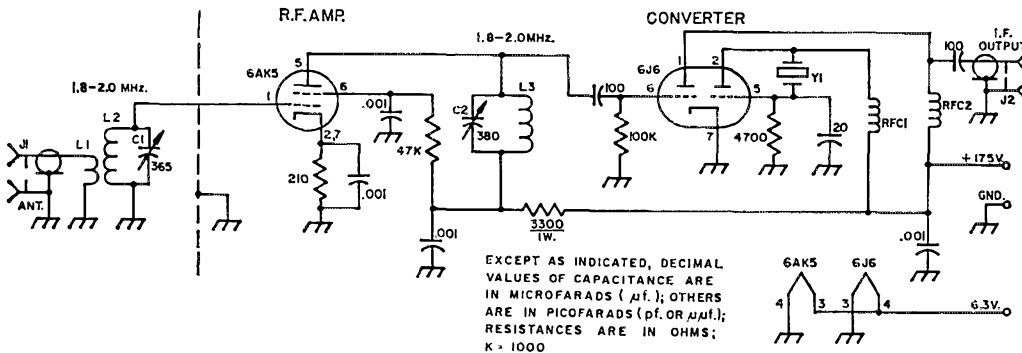 R.F. AMP.
CONVERTER
1.8-2.0 MHz.
1.8-2.0MHz.
I.F. OUTPUT
6AK5
6J6
5
6
1
2,7
1
2
6
5
7
100
Y1
100
J2
L2
C1
365
L1
J1
ANT.
.001
47K
210
.001
.001
C2
380
L3
100K
4700
20
RFC1
RFC2
+175V
GND.
.001
3300
1W.
EXCEPT AS INDICATED, DECIMAL
VALUES OF CAPACITANCE ARE
IN MICROFARADS ( µf. ); OTHERS
ARE IN PICOFARADS ( pf. OR µµf.);
RESISTANCES ARE IN OHMS;
K = 1000
6AK5
6J6
4
3
3
4
6.3V.